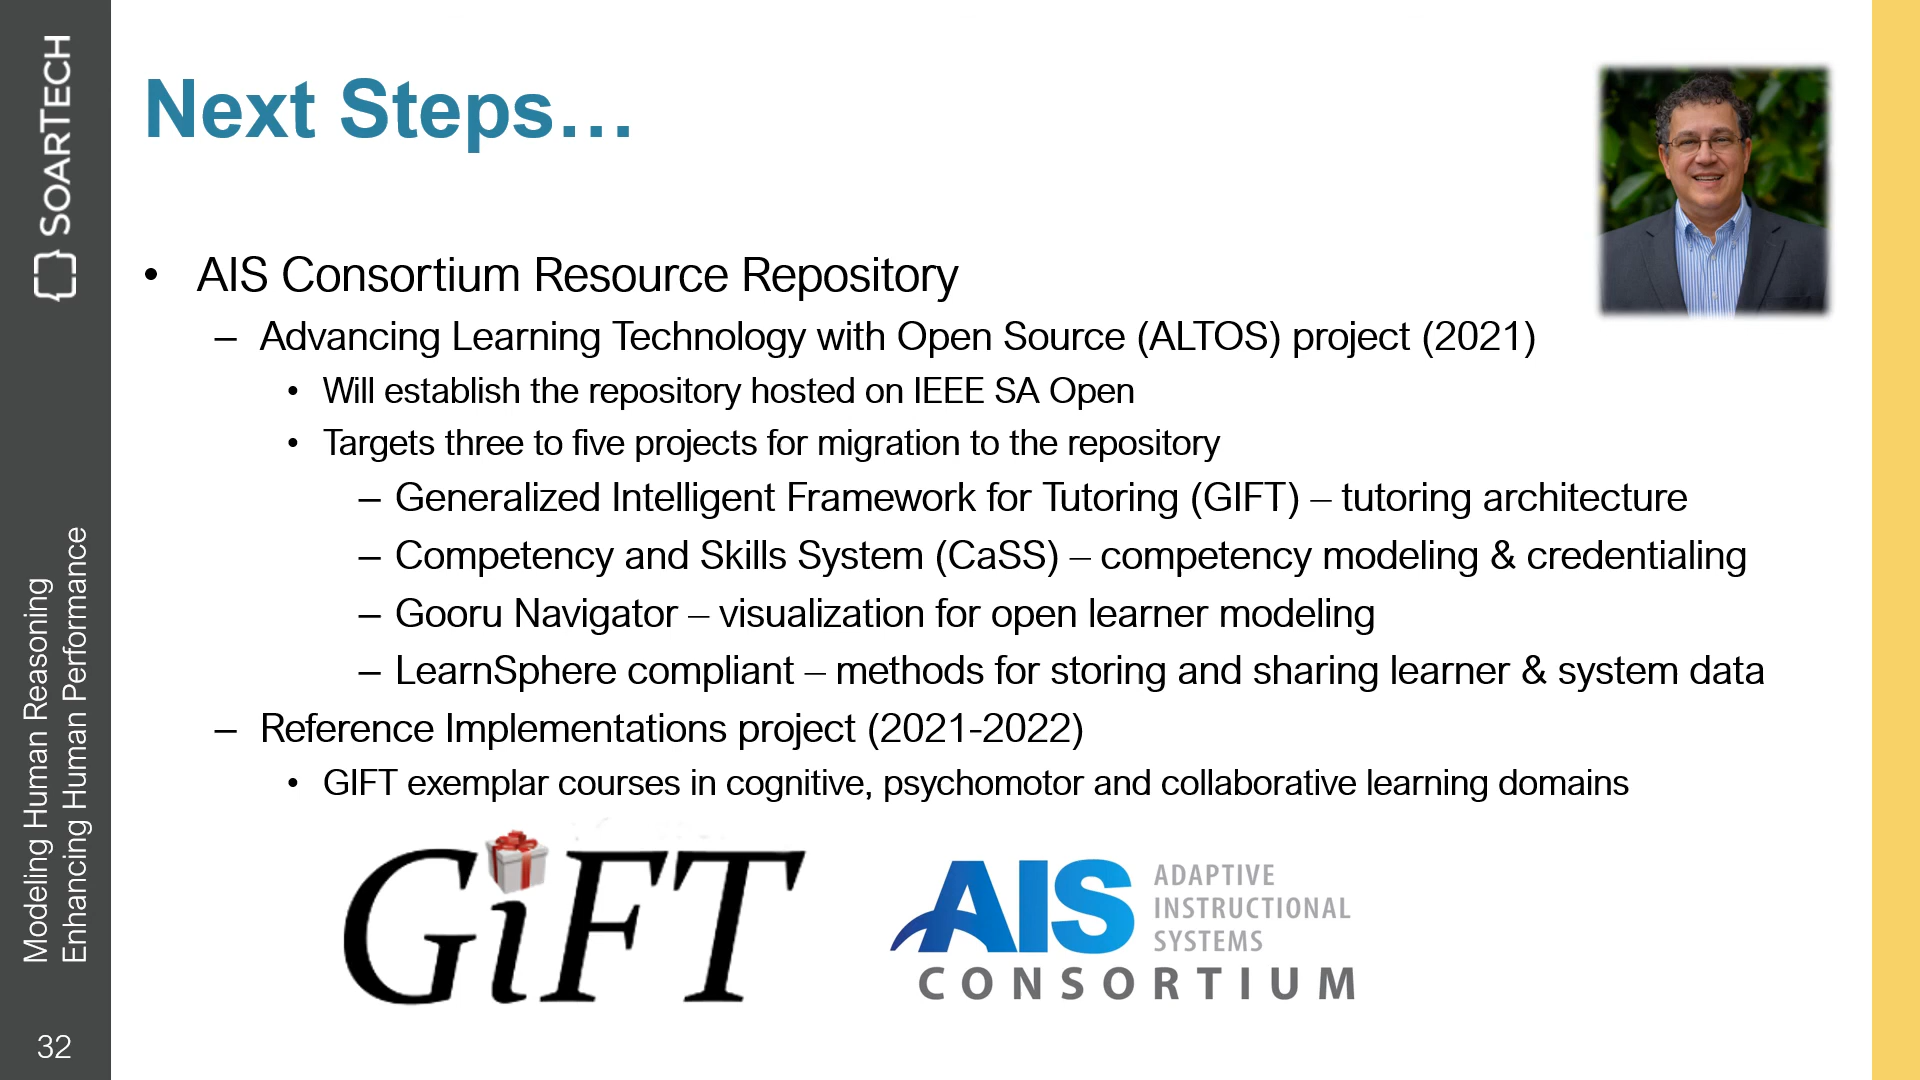 SOARTECH
Modeling Human Reasoning
Enhancing Human Performance
32
Next Steps…
• AIS Consortium Resource Repository
– Advancing Learning Technology with Open Source (ALTOS) project (2021)
• Will establish the repository hosted on IEEE SA Open
• Targets three to five projects for migration to the repository
– Generalized Intelligent Framework for Tutoring (GIFT) – tutoring architecture
– Competency and Skills System (CaSS) – competency modeling & credentialing
– Gooru Navigator – visualization for open learner modeling
– LearnSphere compliant – methods for storing and sharing learner & system data
– Reference Implementations project (2021-2022)
• GIFT exemplar courses in cognitive, psychomotor and collaborative learning domains
GiFT
AIS
ADAPTIVE
INSTRUCTIONAL
SYSTEMS
CONSORTIUM